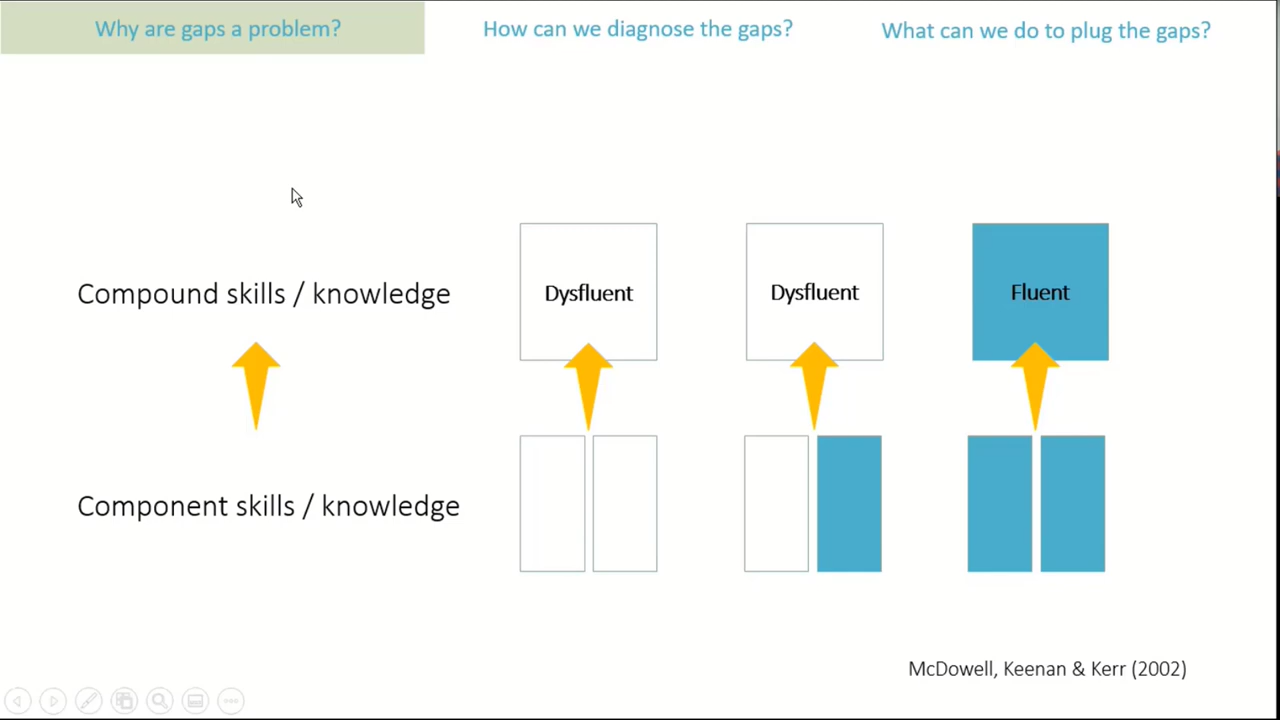 Why are gaps a problem?
How can we diagnose the gaps?
What can we do to plug the gaps?
Compound skills / knowledge
Dysfluent
Dysfluent
Fluent
Component skills / knowledge
McDowell, Keenan & Kerr (2002)